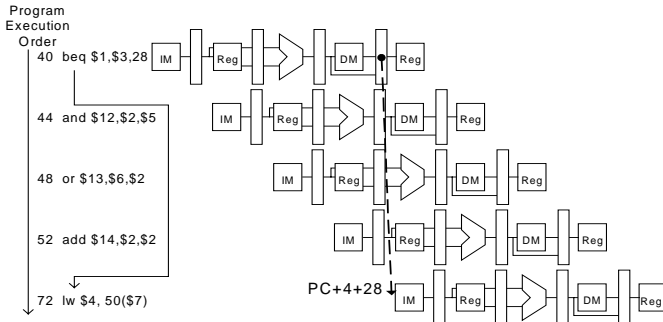 Program
Execution
Order
40 beq $1,$3,28 IM Reg DM Reg
44 and $12,$2,$5 IM Reg DM Reg
48 or $13,$6,$2 IM Reg DM Reg
52 add $14,$2,$2 IM Reg DM Reg
PC+4+28
72 lw $4, 50($7) IM Reg DM Reg